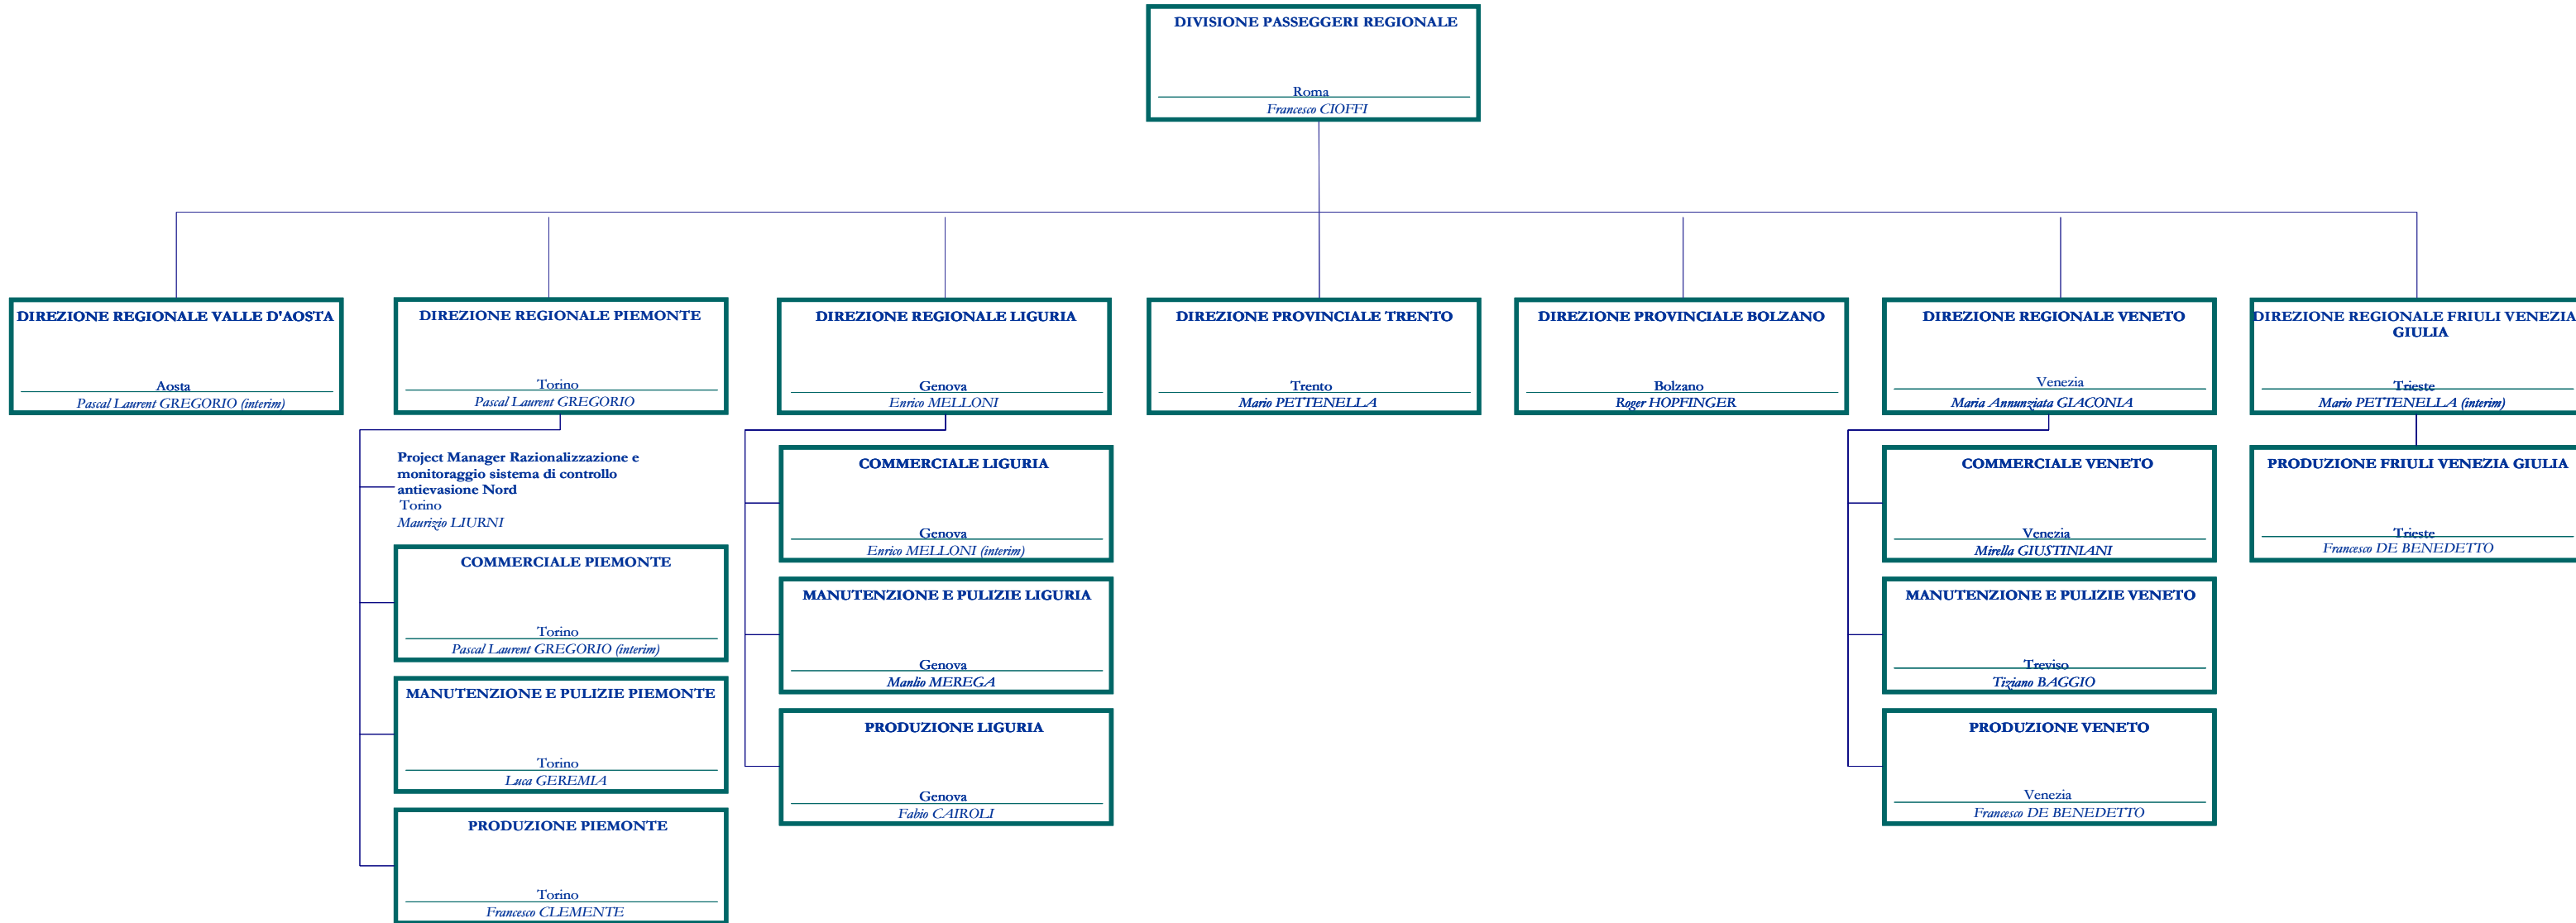 DIVISIONE PASSEGGERI REGIONALE
Roma
Francesco CIOFFI
DIREZIONE REGIONALE VALLE D'AOSTA
Aosta
Pascal Laurent GREGORIO (interim)
DIREZIONE REGIONALE PIEMONTE
Torino
Pascal Laurent GREGORIO
Project Manager Razionalizzazione e
monitoraggio sistema di controllo
antievasione Nord
Torino
Maurizio LIURNI
COMMERCIALE PIEMONTE
Torino
Pascal Laurent GREGORIO (interim)
MANUTENZIONE E PULIZIE PIEMONTE
Torino
Luca GEREMIA
PRODUZIONE PIEMONTE
Torino
Francesco CLEMENTE
DIREZIONE REGIONALE LIGURIA
Genova
Enrico MELLONI
COMMERCIALE LIGURIA
Genova
Enrico MELLONI (interim)
MANUTENZIONE E PULIZIE LIGURIA
Genova
Manlio MEREGA
PRODUZIONE LIGURIA
Genova
Fabio CAIROLI
DIREZIONE PROVINCIALE TRENTO
Trento
Mario PETTENELLA
DIREZIONE PROVINCIALE BOLZANO
Bolzano
Roger HOPFINGER
DIREZIONE REGIONALE VENETO
Venezia
Maria Annunziata GIACONIA
COMMERCIALE VENETO
Venezia
Mirella GIUSTINIANI
MANUTENZIONE E PULIZIE VENETO
Treviso
Tiziano BAGGIO
PRODUZIONE VENETO
Venezia
Francesco DE BENEDETTO
DIREZIONE REGIONALE FRIULI VENEZIA
GIULIA
Trieste
Mario PETTENELLA (interim)
PRODUZIONE FRIULI VENEZIA GIULIA
Trieste
Francesco DE BENEDETTO